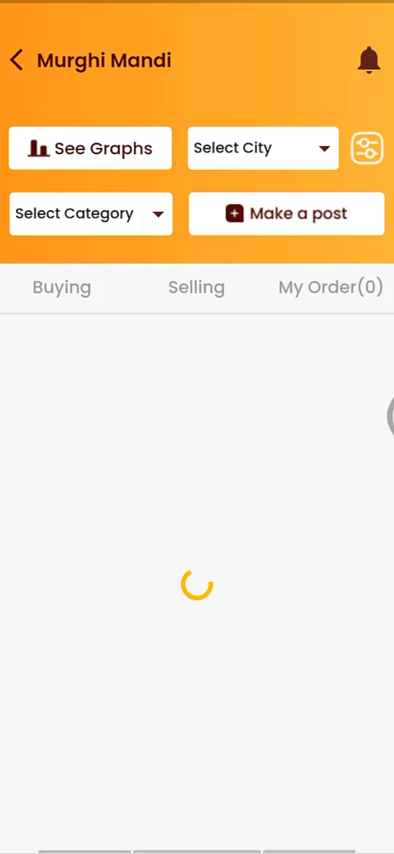 Murghi Mandi
See Graphs
Select City
Select Category
Make a post
Buying
Selling
My Order(0)